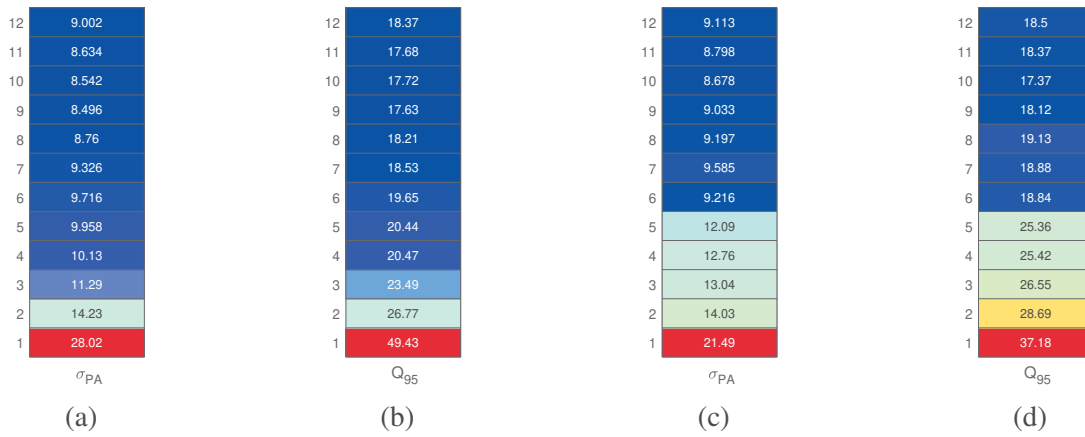 12 9.002 12 18.37 12 9.113 12 18.5
11 8.634 11 17.68 11 8.798 11 18.37
10 8.542 10 17.72 10 8.678 10 17.37
9 8.496 9 17.63 9 9.033 9 18.12
8 8.76 8 18.21 8 9.197 8 19.13
7 9.326 7 18.53 7 9.585 7 18.88
6 9.716 6 19.65 6 9.216 6 18.84
5 9.958 5 20.44 5 12.09 5 25.36
4 10.13 4 20.47 4 12.76 4 25.42
3 11.29 3 23.49 3 13.04 3 26.55
2 14.23 2 26.77 2 14.03 2 28.69
1 28.02 1 49.43 1 21.49 1 37.18
σPA Q95 σPA Q95
(a) (b) (c) (d)